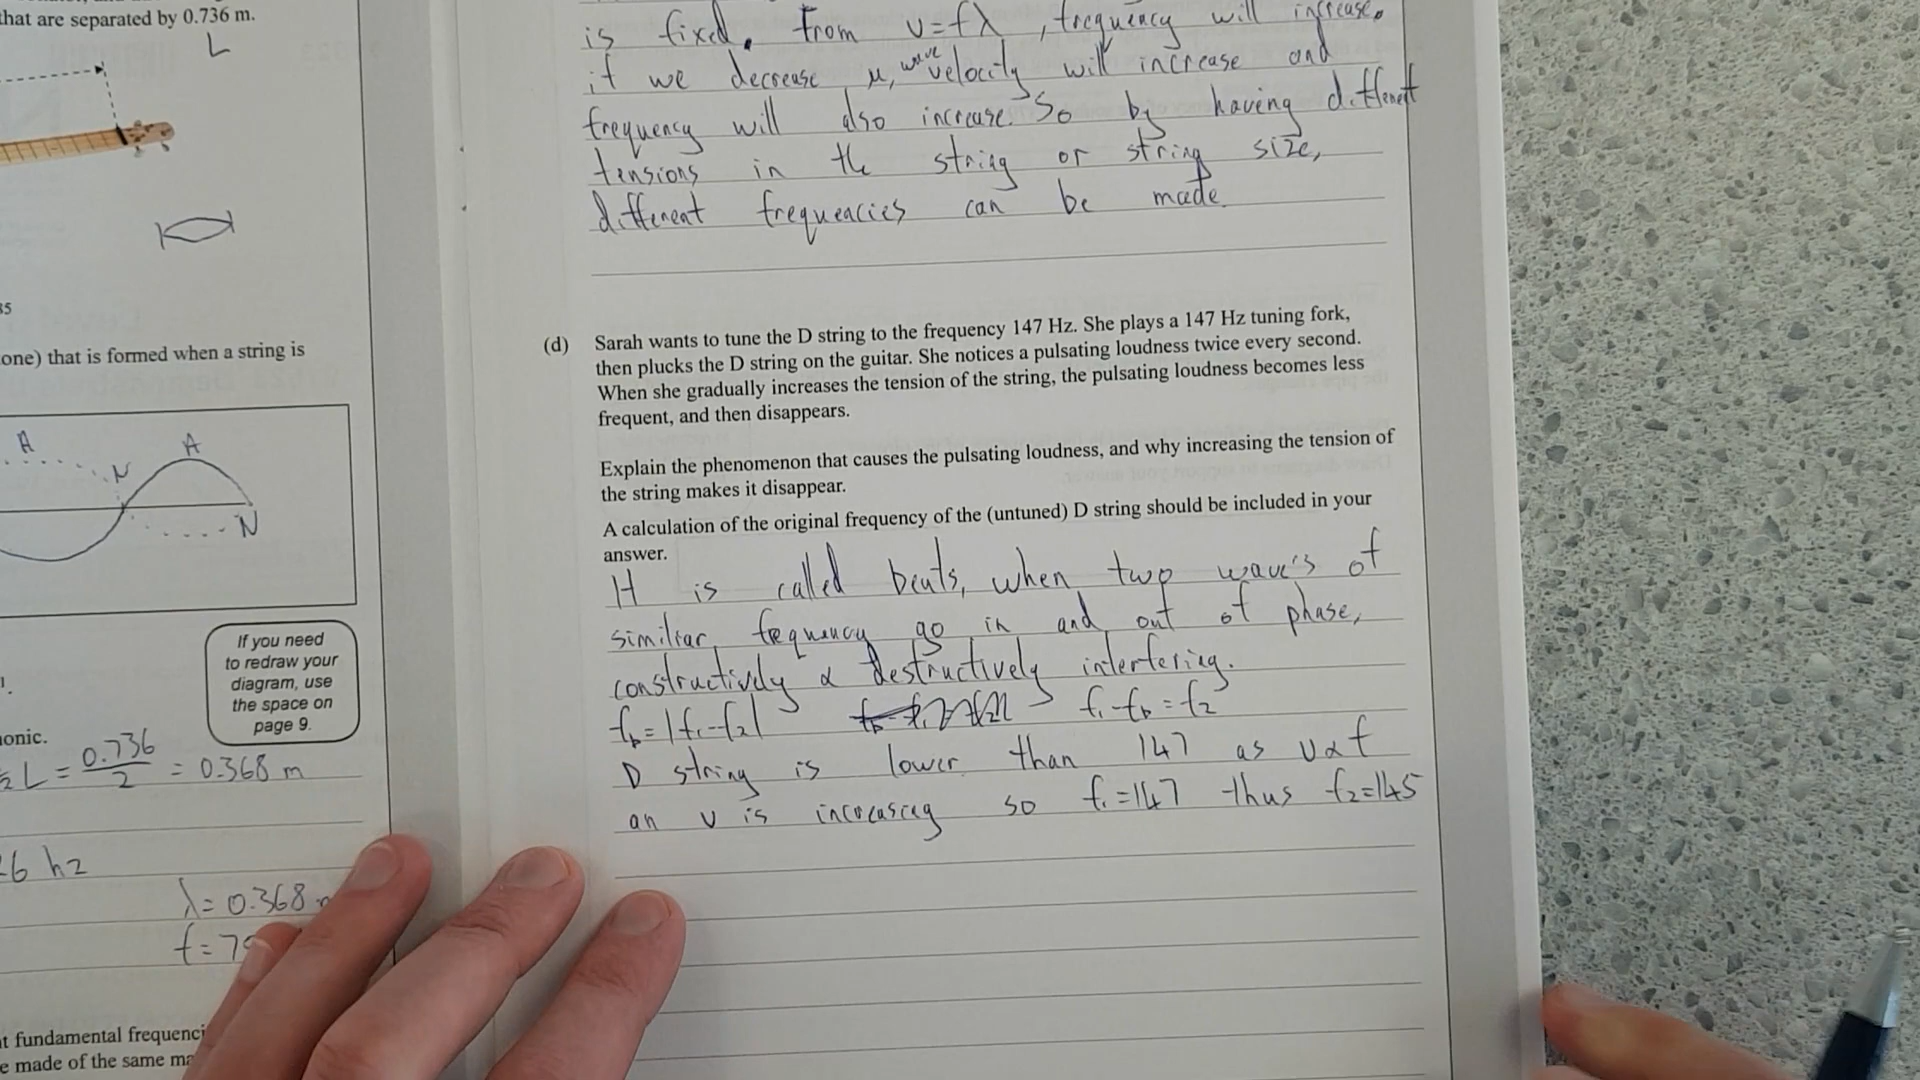 that are separated by 0.736 m.
L
35
one) that is formed when a string is
A
N
A
N
If you need
to redraw your
diagram, use
the space on
page 9.
onic.
L = 0.736 / 2 = 0.368 m
26 hz
λ = 0.368
f = 7
t fundamental frequenci
e made of the same ma
is fixed. From v = fλ, frequency will increase.
if we decrease μ, wave velocity will increase and
frequency will also increase. So by having different
tensions in the string or string size,
different frequencies can be made
(d) Sarah wants to tune the D string to the frequency 147 Hz. She plays a 147 Hz tuning fork,
then plucks the D string on the guitar. She notices a pulsating loudness twice every second.
When she gradually increases the tension of the string, the pulsating loudness becomes less
frequent, and then disappears.
Explain the phenomenon that causes the pulsating loudness, and why increasing the tension of
the string makes it disappear.
A calculation of the original frequency of the (untuned) D string should be included in your
answer.
It is called beats, when two wave's of
similiar frequency go in and out of phase,
constructively & destructively interfering.
fb = |f1 - f2| f1 - fb = f2
D string is lower than 147 as v∝f
an v is increasing so f1 = 147 thus f2 = 145